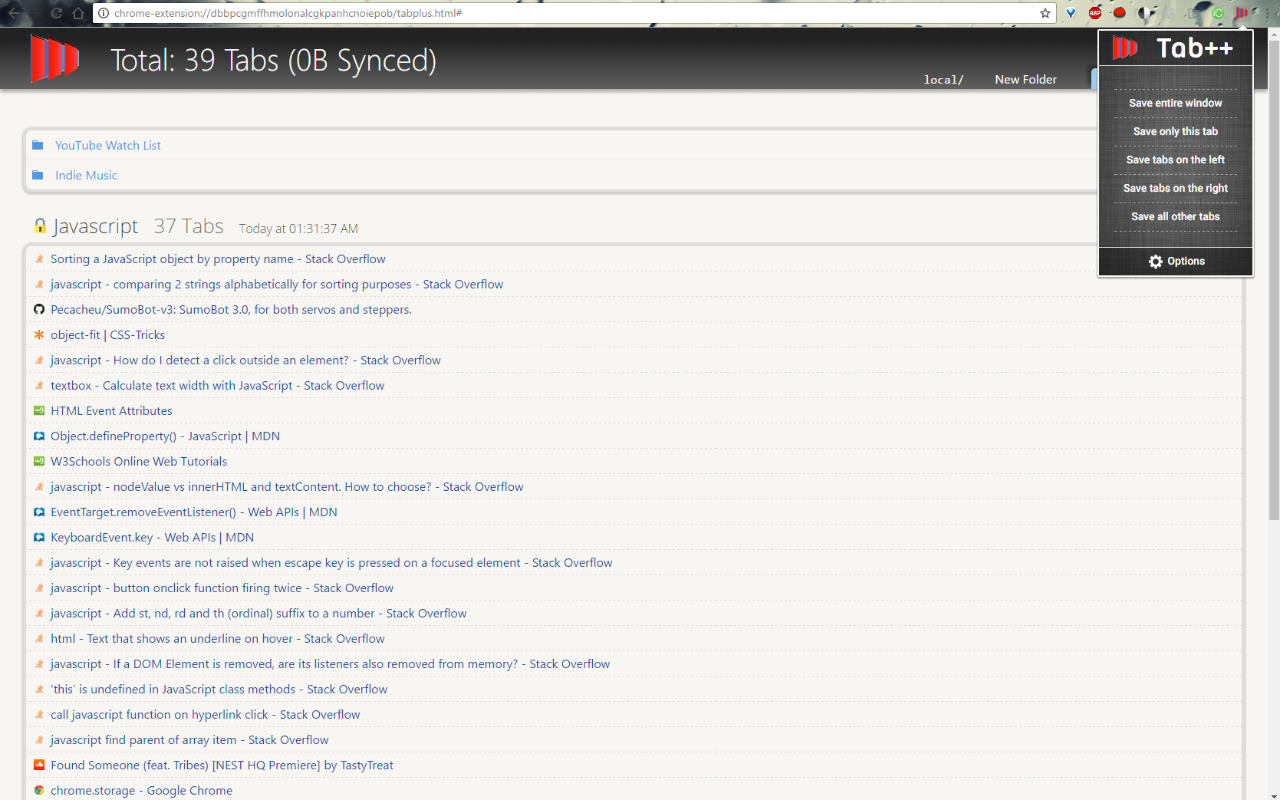 chrome-extension://dbbpcgmffhmolonalcgkpanhcnoiepob/tabplus.html#
ABP
Total: 39 Tabs (0B Synced)
local/
New Folder
Tab++
Save entire window
Save only this tab
Save tabs on the left
Save tabs on the right
Save all other tabs
Options
YouTube Watch List
Indie Music
Javascript 37 Tabs Today at 01:31:37 AM
Sorting a JavaScript object by property name - Stack Overflow
javascript - comparing 2 strings alphabetically for sorting purposes - Stack Overflow
Pecacheu/SumoBot-v3: SumoBot 3.0, for both servos and steppers.
object-fit | CSS-Tricks
javascript - How do I detect a click outside an element? - Stack Overflow
textbox - Calculate text width with JavaScript - Stack Overflow
HTML Event Attributes
Object.defineProperty() - JavaScript | MDN
W3Schools Online Web Tutorials
javascript - nodeValue vs innerHTML and textContent. How to choose? - Stack Overflow
EventTarget.removeEventListener() - Web APIs | MDN
KeyboardEvent.key - Web APIs | MDN
javascript - Key events are not raised when escape key is pressed on a focused element - Stack Overflow
javascript - button onclick function firing twice - Stack Overflow
javascript - Add st, nd, rd and th (ordinal) suffix to a number - Stack Overflow
html - Text that shows an underline on hover - Stack Overflow
javascript - If a DOM Element is removed, are its listeners also removed from memory? - Stack Overflow
`this' is undefined in JavaScript class methods - Stack Overflow
call javascript function on hyperlink click - Stack Overflow
javascript find parent of array item - Stack Overflow
Found Someone (feat. Tribes) [NEST HQ Premiere] by TastyTreat
chrome.storage - Google Chrome